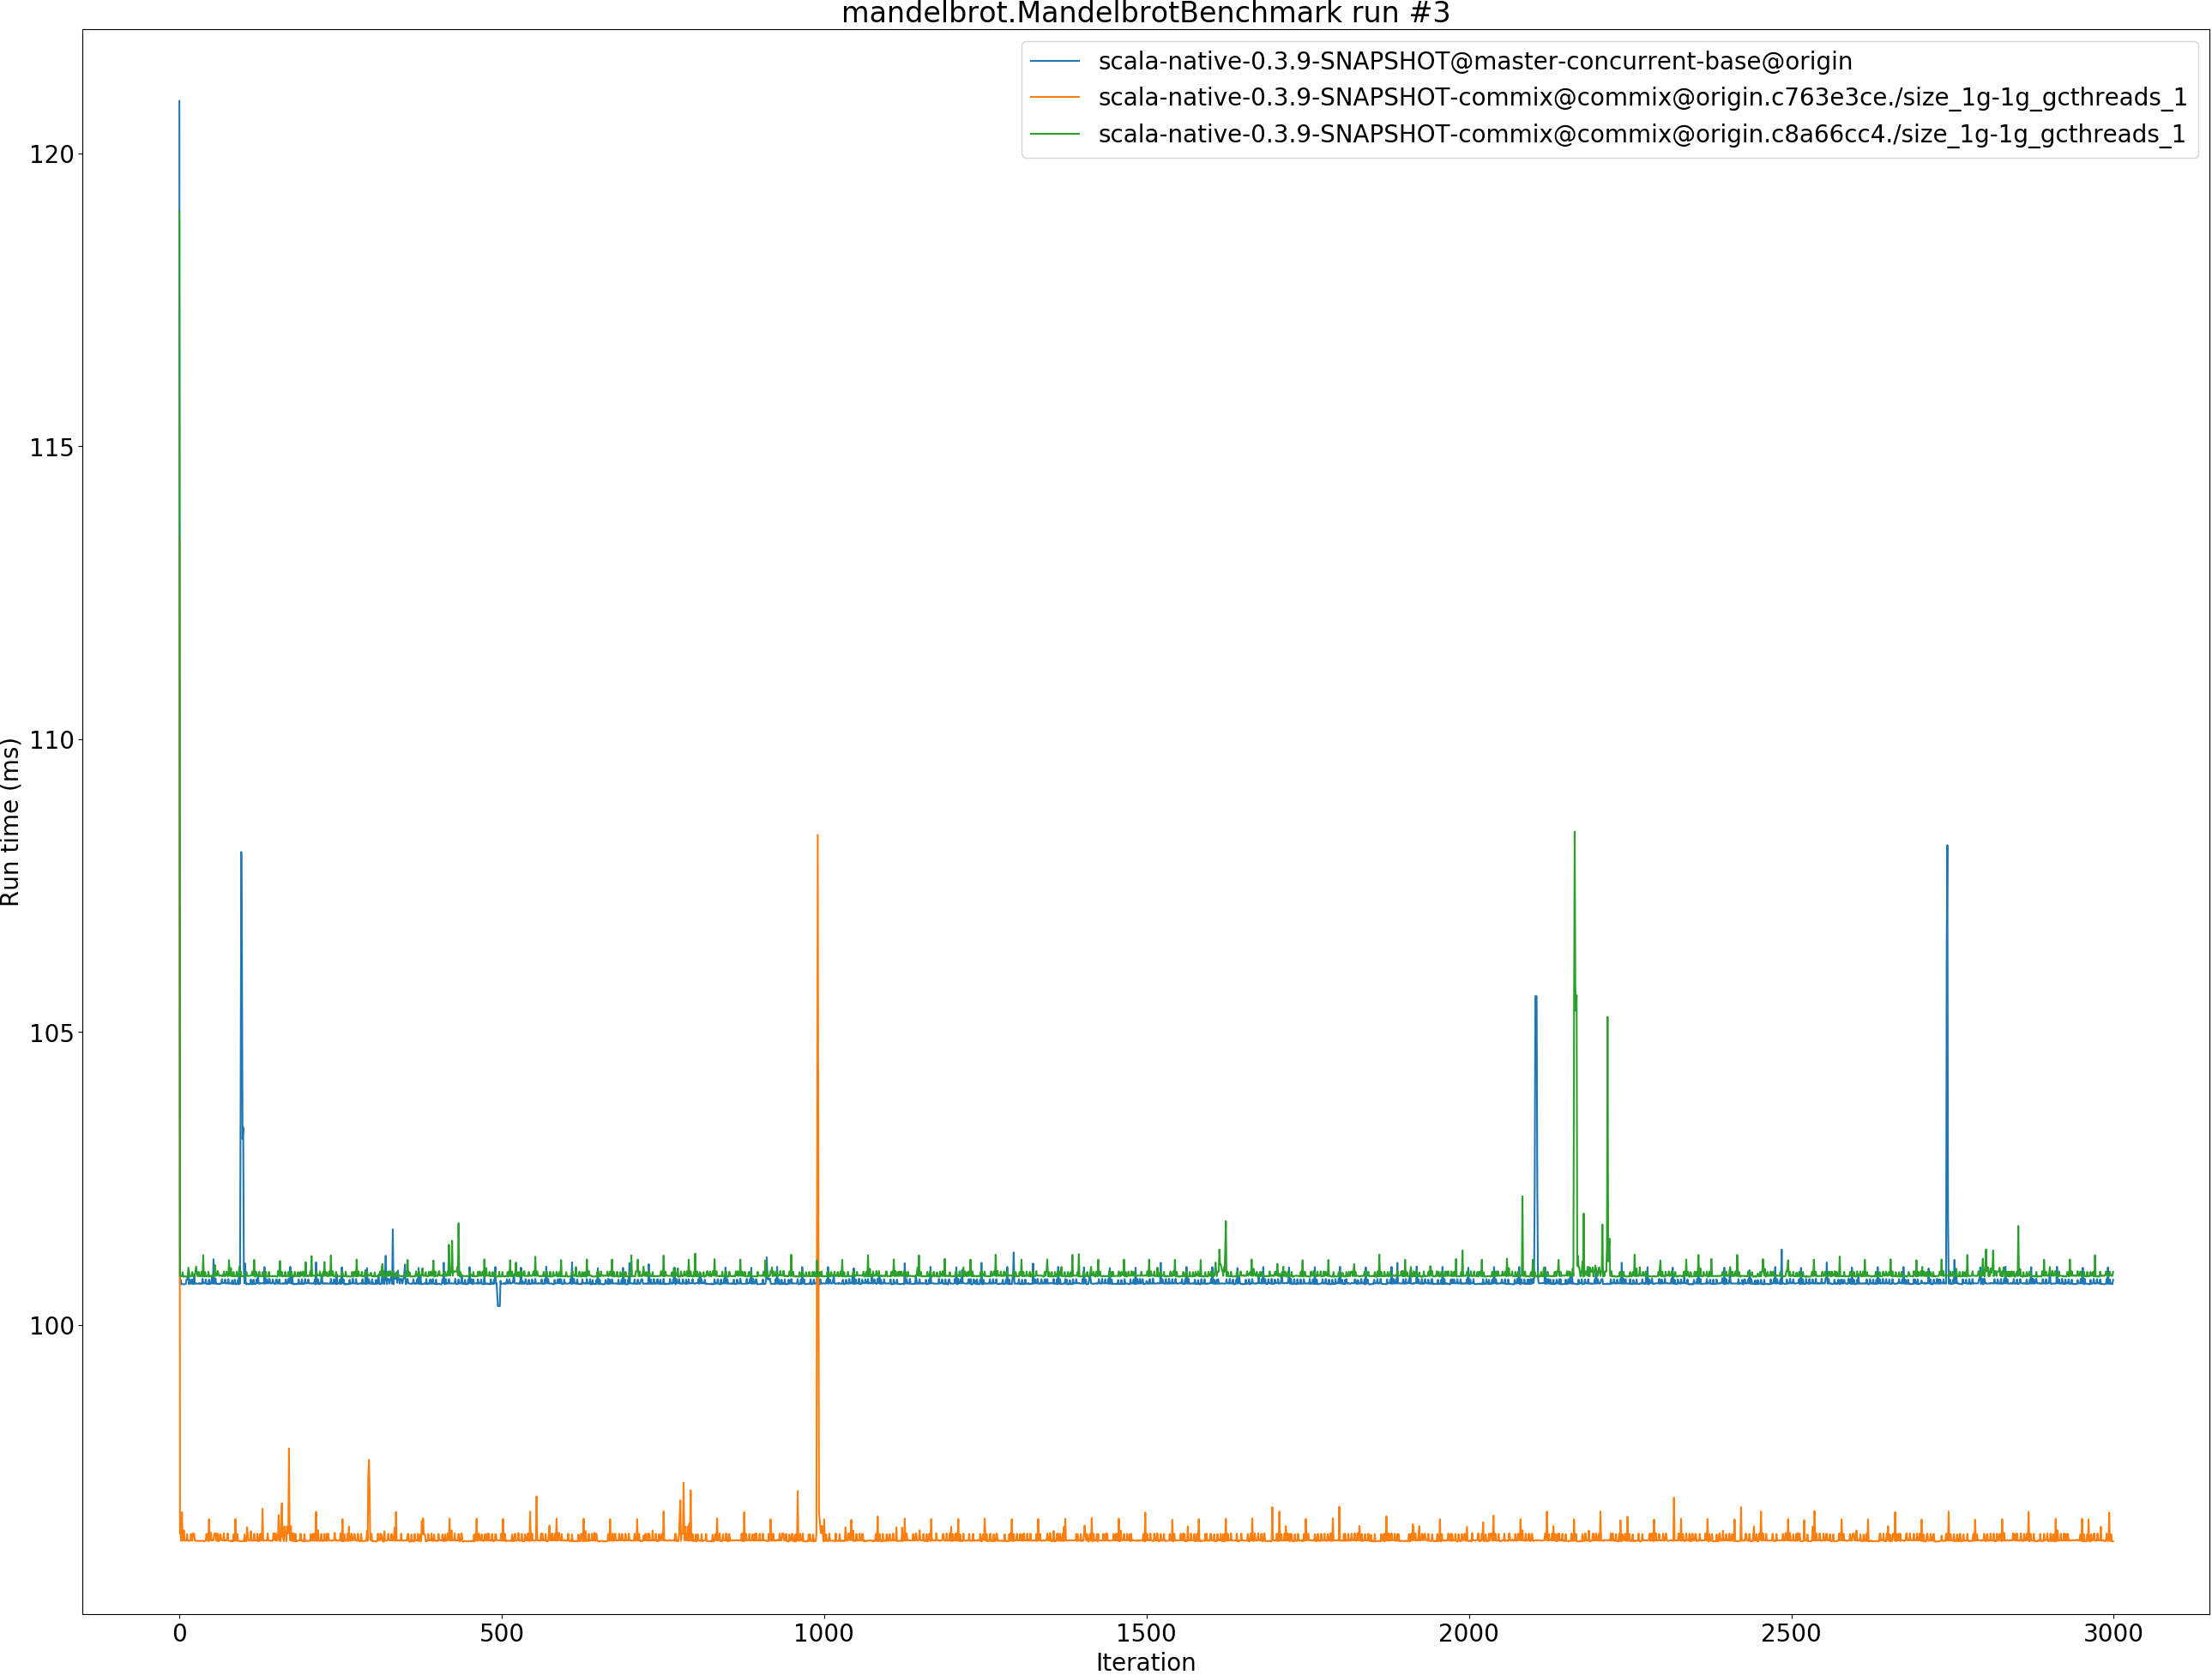 mandelbrot.MandelbrotBenchmark run #3
scala-native-0.3.9-SNAPSHOT@master-concurrent-base@origin
scala-native-0.3.9-SNAPSHOT-commix@commix@origin.c763e3ce./size_1g-1g_gcthreads_1
scala-native-0.3.9-SNAPSHOT-commix@commix@origin.c8a66cc4./size_1g-1g_gcthreads_1
120
115
110
105
100
Run time (ms)
0 500 1000 1500 2000 2500 3000
Iteration